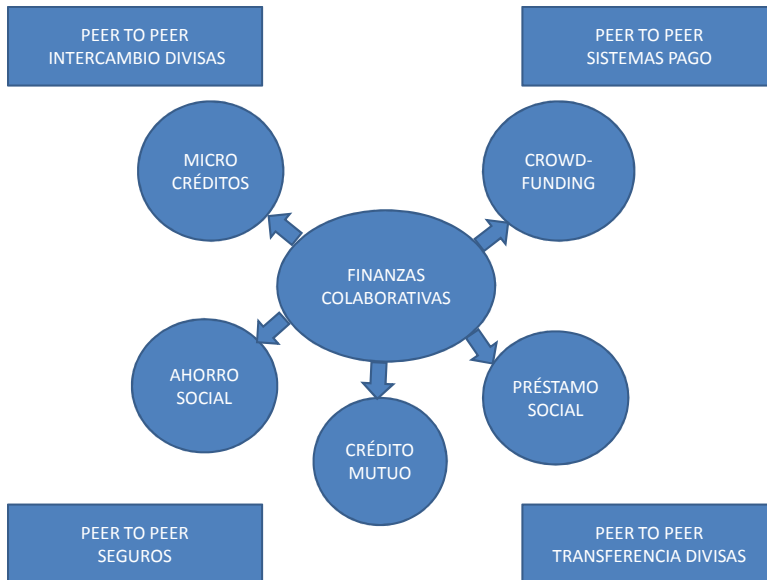 PEER TO PEER
INTERCAMBIO DIVISAS
PEER TO PEER
SISTEMAS PAGO
MICRO
CRÉDITOS
CROWD-
FUNDING
FINANZAS
COLABORATIVAS
AHORRO
SOCIAL
PRÉSTAMO
SOCIAL
CRÉDITO
MUTUO
PEER TO PEER
SEGUROS
PEER TO PEER
TRANSFERENCIA DIVISAS